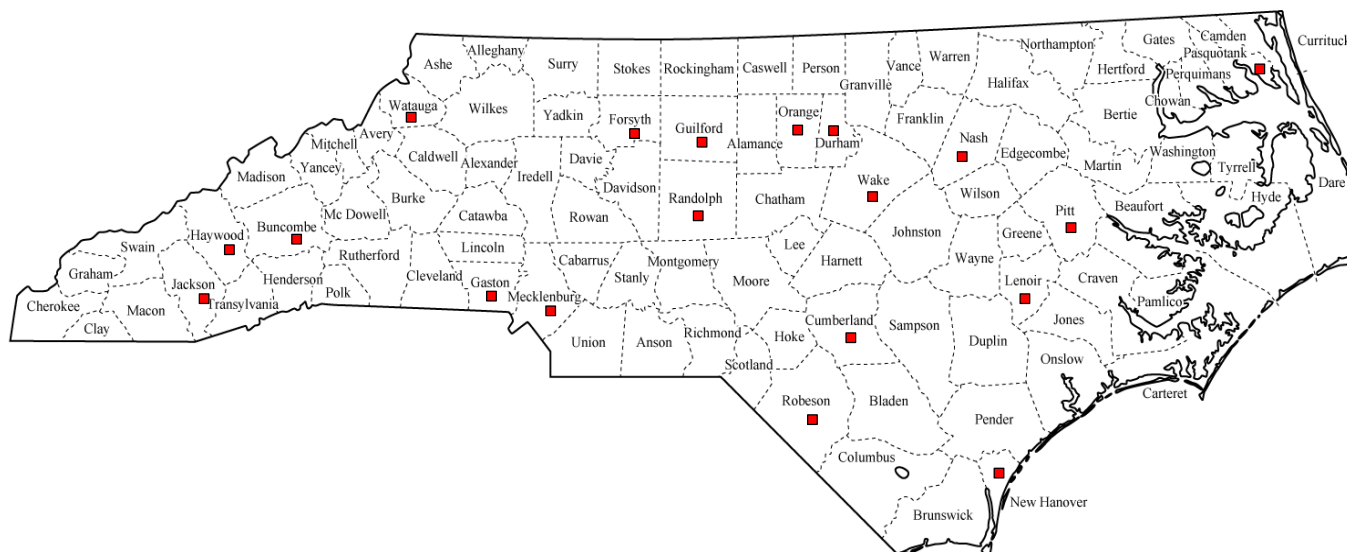 Alleghany
Ashe
Surry
Stokes
Rockingham
Caswell
Person
Granville
Vance
Warren
Northampton
Halifax
Hertford
Gates
Camden
Pasquotank
Currituck
Perquimans
Chowan
Bertie
Watauga
Wilkes
Yadkin
Forsyth
Guilford
Alamance
Orange
Durham
Franklin
Nash
Edgecombe
Martin
Washington
Tyrrell
Dare
Mitchell
Avery
Yancey
Madison
Caldwell
Alexander
Iredell
Davie
Davidson
Randolph
Chatham
Wake
Wilson
Pitt
Beaufort
Hyde
Mc Dowell
Burke
Catawba
Rowan
Johnston
Greene
Swain
Haywood
Buncombe
Rutherford
Lincoln
Cleveland
Cabarrus
Stanly
Montgomery
Moore
Lee
Harnett
Wayne
Lenoir
Craven
Pamlico
Graham
Cherokee
Clay
Macon
Jackson
Transylvania
Henderson
Polk
Gaston
Mecklenburg
Union
Anson
Richmond
Scotland
Hoke
Cumberland
Sampson
Duplin
Jones
Onslow
Carteret
Robeson
Bladen
Pender
Columbus
Brunswick
New Hanover